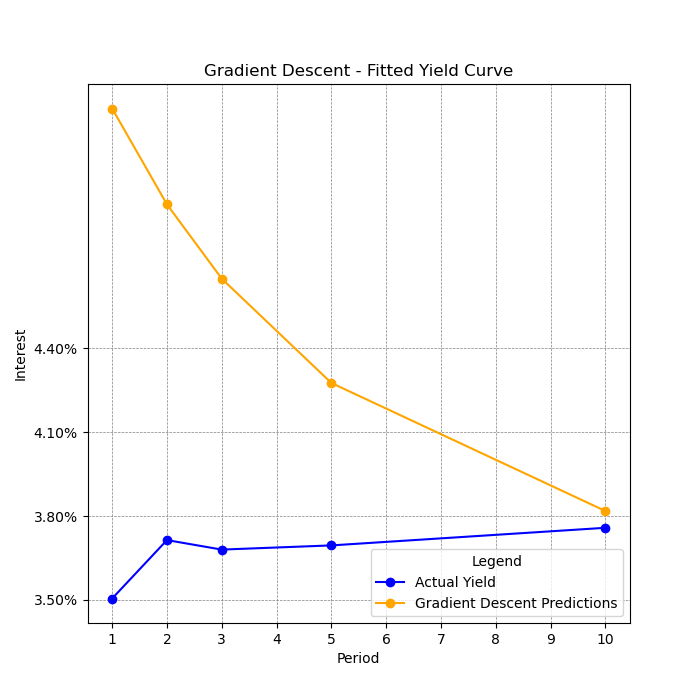 Gradient Descent - Fitted Yield Curve
Interest
4.40%
4.10%
3.80%
3.50%
Legend
Actual Yield
Gradient Descent Predictions
1 2 3 4 5 6 7 8 9 10
Period